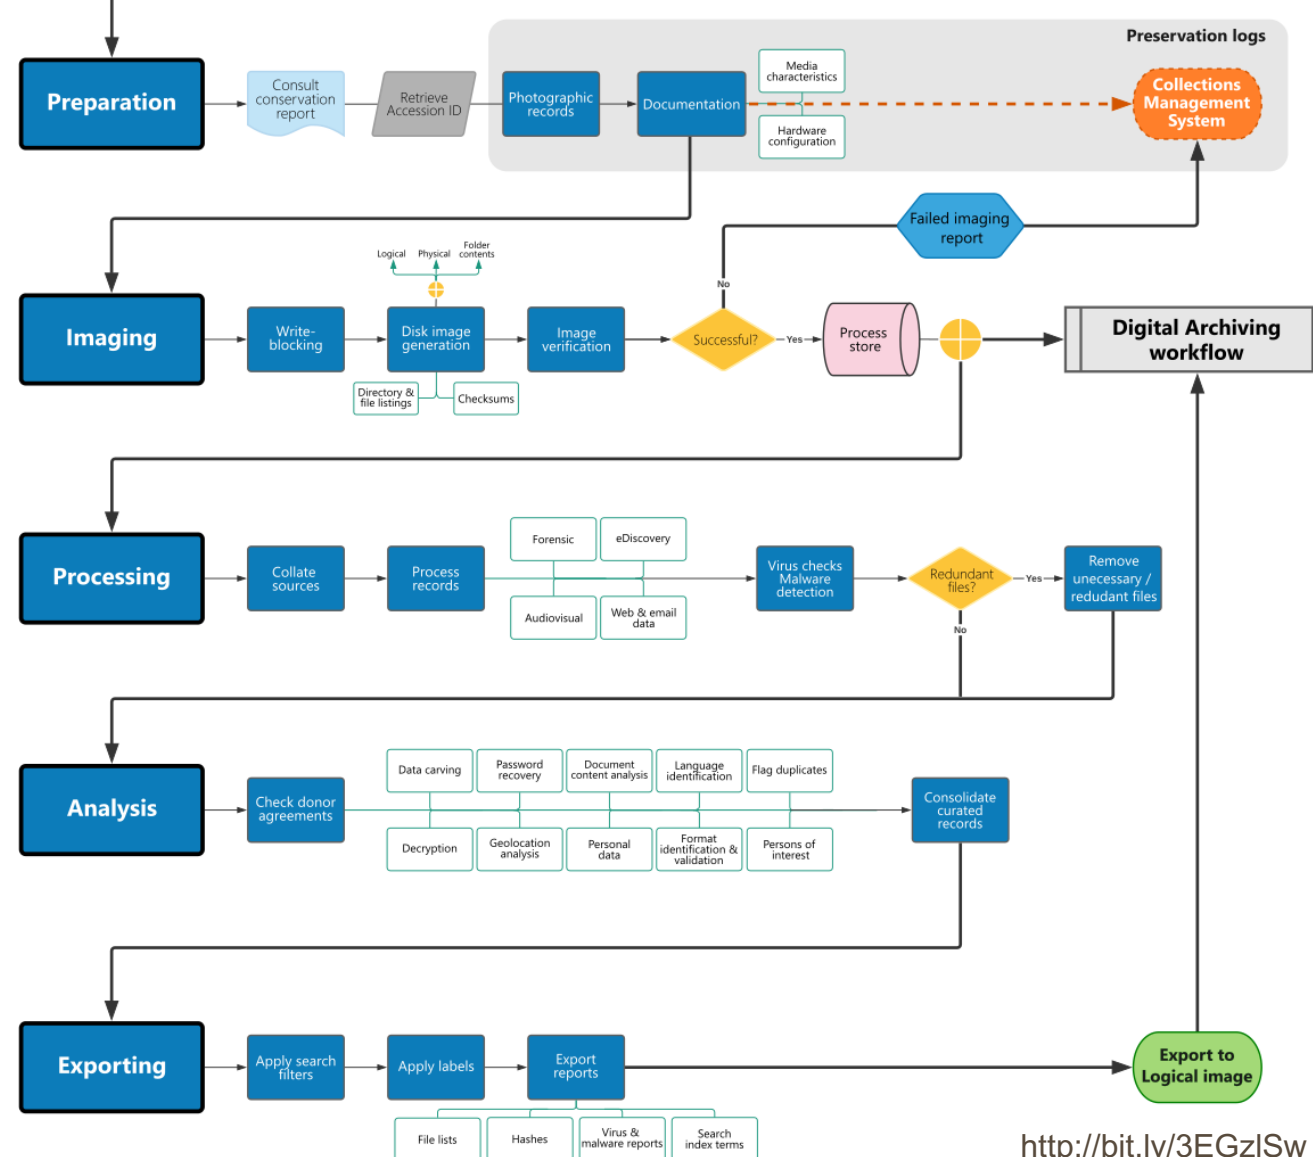 Preservation logs
Preparation
Consult
conservation
report
Retrieve
Accession ID
Photographic
records
Documentation
Media
characteristics
Hardware
configuration
Collections
Management
System
Failed imaging
report
No
Logical
Physical
Folder
contents
Imaging
Write-
blocking
Disk image
generation
Image
verification
Successful?
Yes
Process
store
Digital Archiving
workflow
Directory &
file listings
Checksums
Processing
Collate
sources
Process
records
Forensic
eDiscovery
Audiovisual
Web & email
data
Virus checks
Malware
detection
Redundant
files?
Yes
No
Remove
unecessary /
redudant files
Analysis
Check donor
agreements
Data carving
Password
recovery
Document
content analysis
Language
identification
Flag duplicates
Decryption
Geolocation
analysis
Personal
data
Format
identification &
validation
Persons of
interest
Consolidate
curated
records
Exporting
Apply search
filters
Apply labels
Export
reports
Export to
Logical image
File lists
Hashes
Virus &
malware reports
Search
index terms
http://bit.ly/3EGzlSw